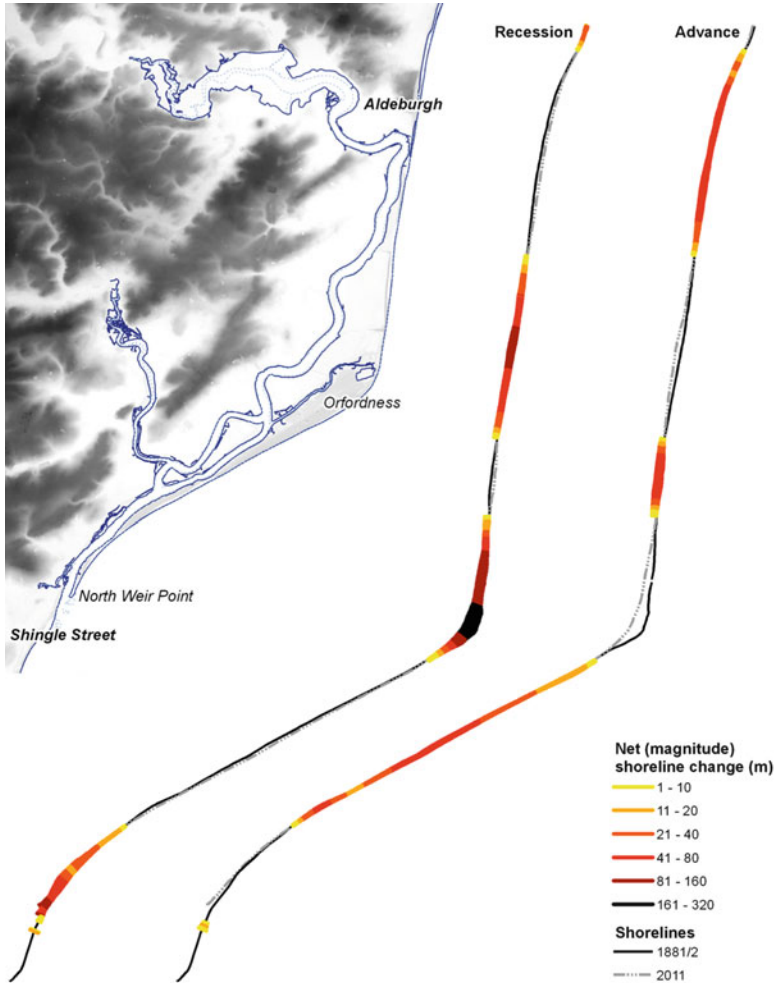 Recession
Advance
Aldeburgh
Orfordness
North Weir Point
Shingle Street
Net (magnitude)
shoreline change (m)
1 - 10
11 - 20
21 - 40
41 - 80
81 - 160
161 - 320
Shorelines
1881/2
2011